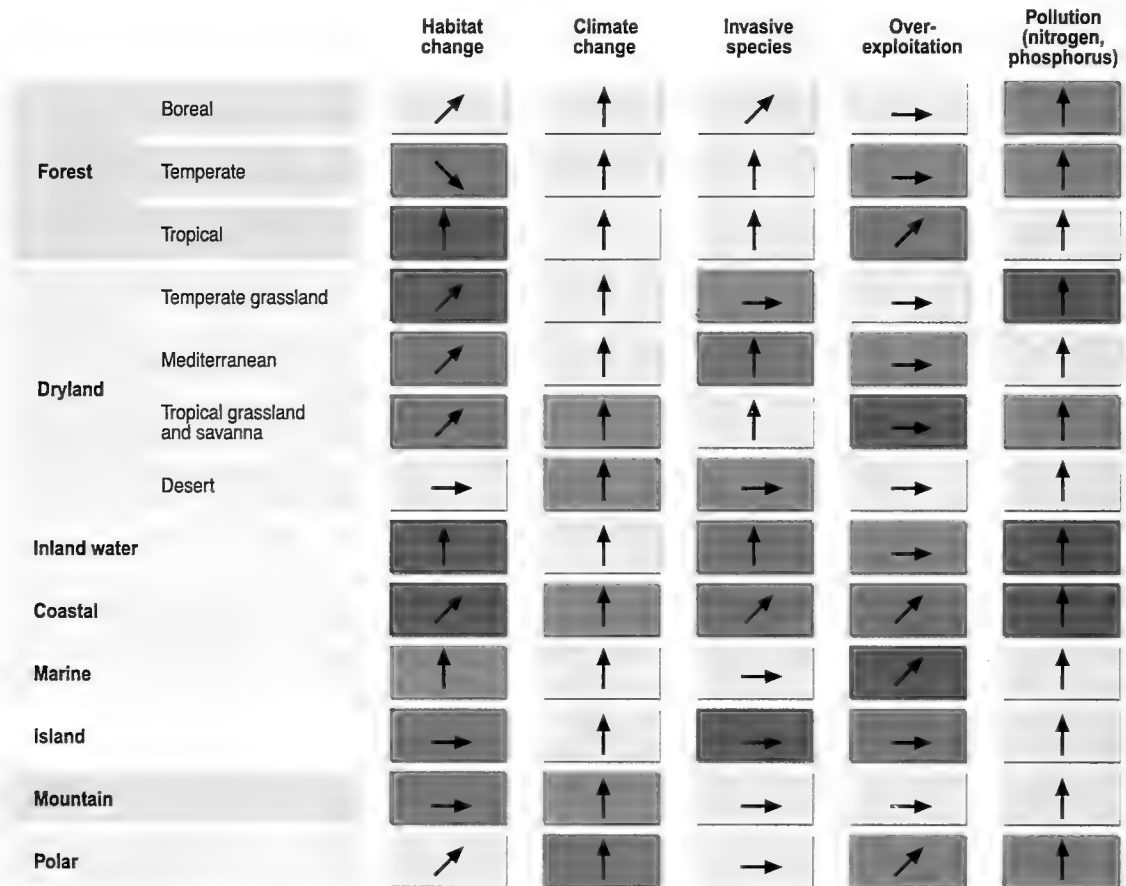 Habitat change
Climate change
Invasive species
Over-exploitation
Pollution (nitrogen, phosphorus)
Forest
Boreal
Temperate
Tropical
Dryland
Temperate grassland
Mediterranean
Tropical grassland and savanna
Desert
Inland water
Coastal
Marine
Island
Mountain
Polar